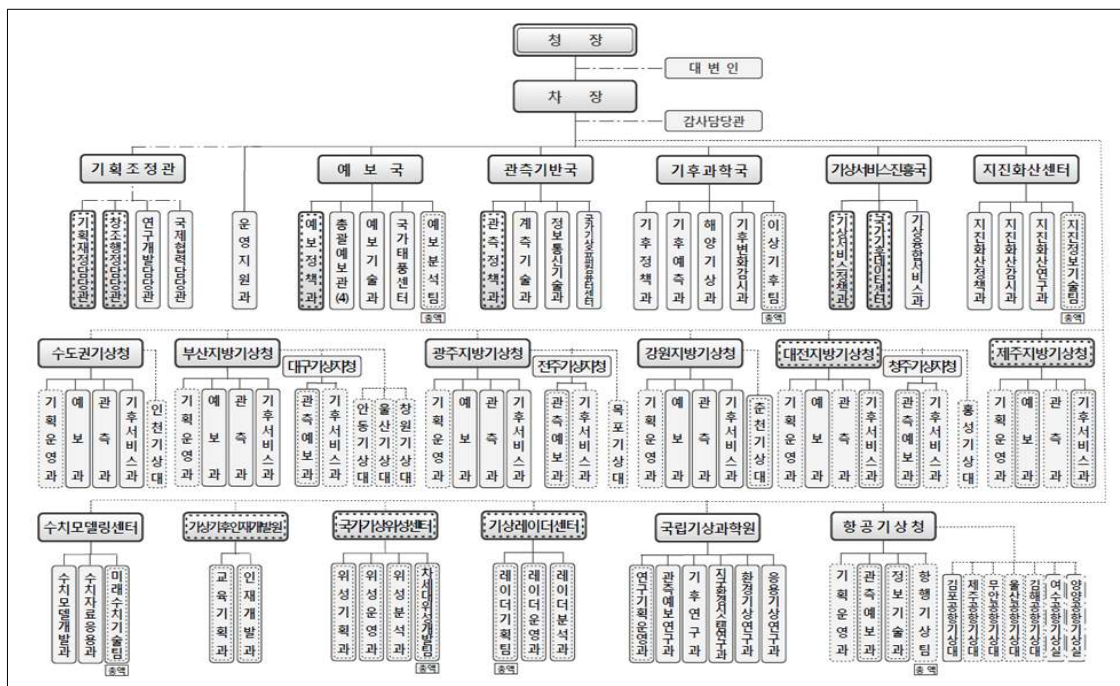 청 장
대 변 인
차 장
감사담당관
기획조정관
예 보 국
관측기반국
기후과학국
기상서비스진흥국
지진화산센터
기획재정담당관
창조행정담당관
연구개발담당관
국제협력담당관
운영지원과
예보정책과
총괄예보관(4)
예보기술과
국가태풍센터
예보분석팀
관측정책과
계측기술과
정보통신기술과
국가기상슈퍼컴퓨터센터
기후정책과
기후예측과
해양기상과
기후변화감시과
이상기후팀
기상서비스정책과
국가기후데이터센터
기상융합서비스과
지진화산정책과
지진화산감시과
지진화산연구과
지진정보기술팀
총액
총액
총액
수도권기상청
부산지방기상청
대구기상지청
광주지방기상청
전주기상지청
강원지방기상청
대전지방기상청
청주기상지청
제주지방기상청
기획운영과
예 보 과
관 측 과
기후서비스과
인천기상대
기획운영과
예 보 과
관 측 과
기후서비스과
관측예보과
기후서비스과
안동기상대
울산기상대
창원기상대
기획운영과
예 보 과
관 측 과
기후서비스과
관측예보과
기후서비스과
목포기상대
기획운영과
예 보 과
관 측 과
기후서비스과
춘천기상대
기획운영과
예 보 과
관 측 과
기후서비스과
관측예보과
기후서비스과
홍성기상대
기획운영과
예 보 과
관 측 과
기후서비스과
수치모델링센터
기상기후인재개발원
국가기상위성센터
기상레이더센터
국립기상과학원
항공기상청
수치모델개발과
수치자료응용과
미래수치기술팀
총액
교육기획과
인재개발과
위성기획과
위성운영과
위성분석과
차세대위성개발팀
총액
레이더기획팀
총액
레이더운영과
레이더분석과
연구기획운영과
관측예보연구과
기후연구과
지구환경시스템연구과
환경기상연구과
응용기상연구과
기획운영과
관측예보과
정보기술과
항행기상팀
총액
김포공항기상대
제주공항기상대
무안공항기상대
울산공항기상대
김해공항기상대
여수공항기상실
양양공항기상실